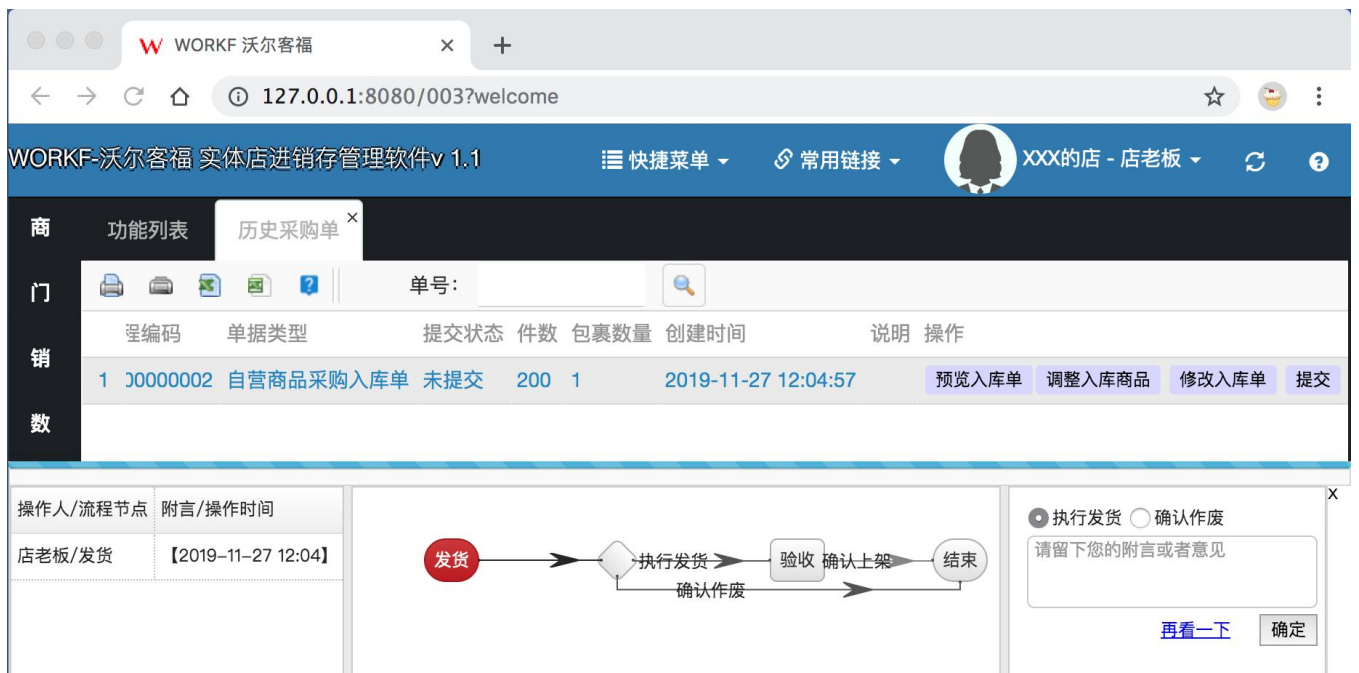 WORKF 沃尔客福
127.0.0.1:8080/003?welcome
WORKF-沃尔客福 实体店进销存管理软件v 1.1 快捷菜单 常用链接 XXX的店 - 店老板
商 功能列表 历史采购单
门 单号:
程编码 单据类型 提交状态 件数 包裹数量 创建时间 说明 操作
销
1 00000002 自营商品采购入库单 未提交 200 1 2019-11-27 12:04:57 预览入库单 调整入库商品 修改入库单 提交
数
操作人/流程节点 附言/操作时间 x
执行发货 确认作废
店老板/发货 【2019-11-27 12:04】 发货 执行发货 验收 确认上架 结束 请留下您的附言或者意见
确认作废
再看一下 确定